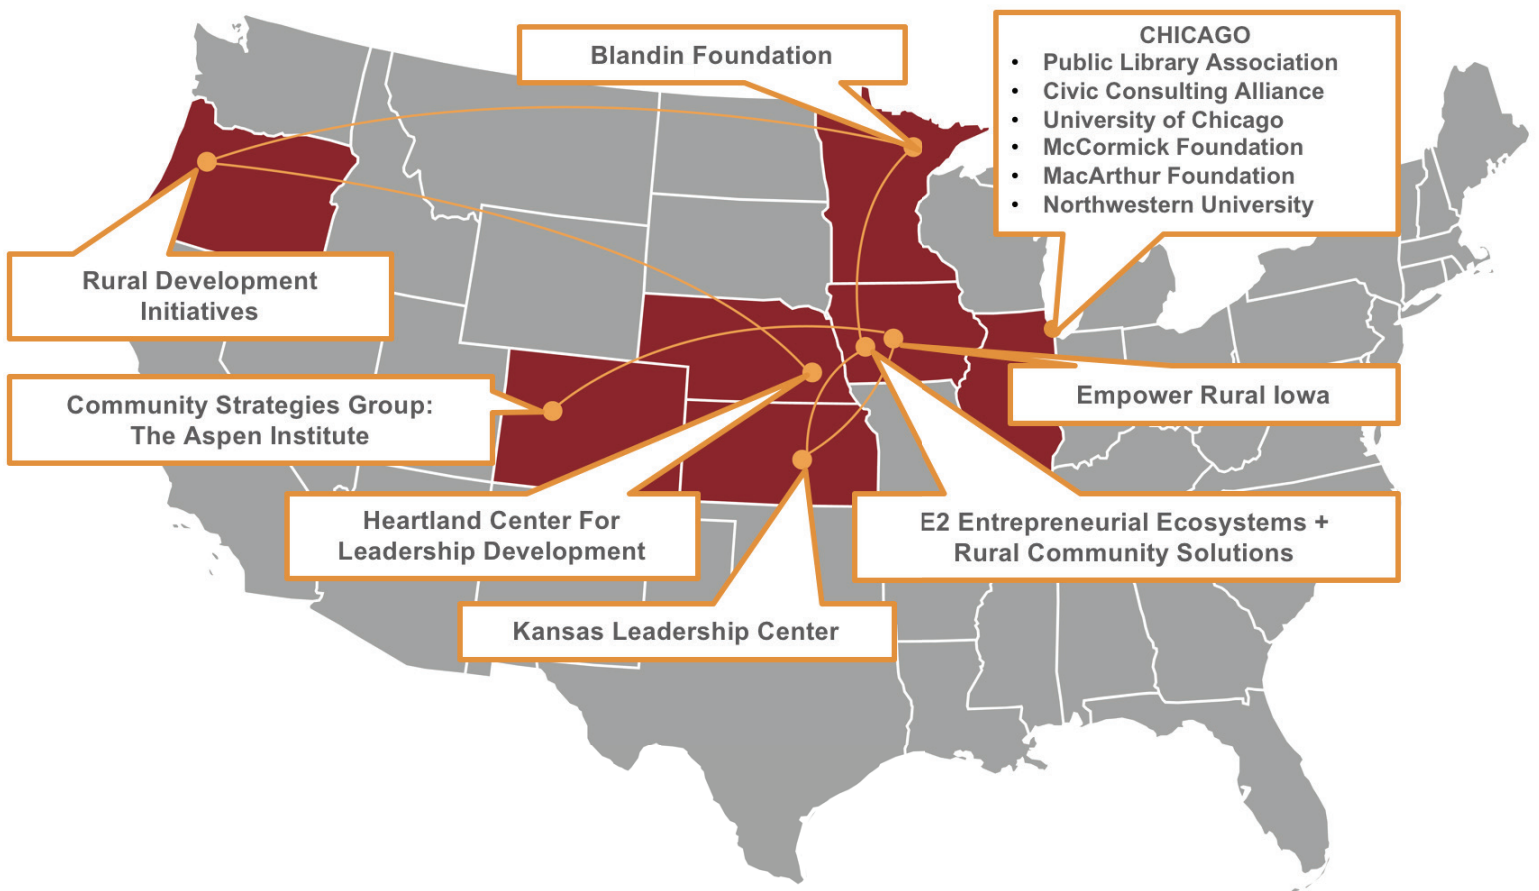 Blandin Foundation
CHICAGO
• Public Library Association
• Civic Consulting Alliance
• University of Chicago
• McCormick Foundation
• MacArthur Foundation
• Northwestern University
Rural Development
Initiatives
Community Strategies Group:
The Aspen Institute
Empower Rural Iowa
Heartland Center For
Leadership Development
E2 Entrepreneurial Ecosystems +
Rural Community Solutions
Kansas Leadership Center